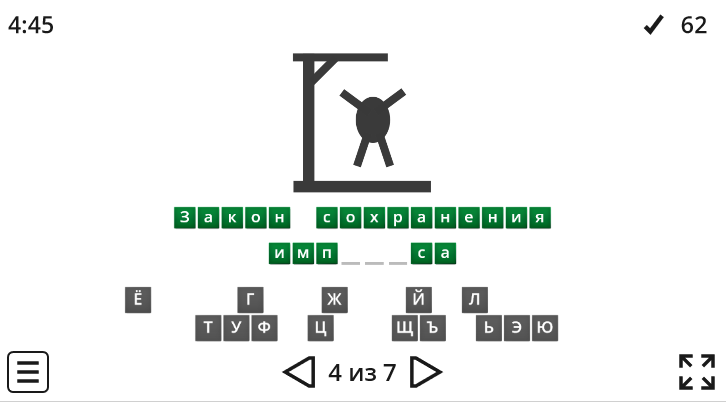 4:45
62
Закон сохранения
имп___са
Ё Г Ж Й Л
Т У Ф Ц Щ Ъ Ь Э Ю
4 из 7